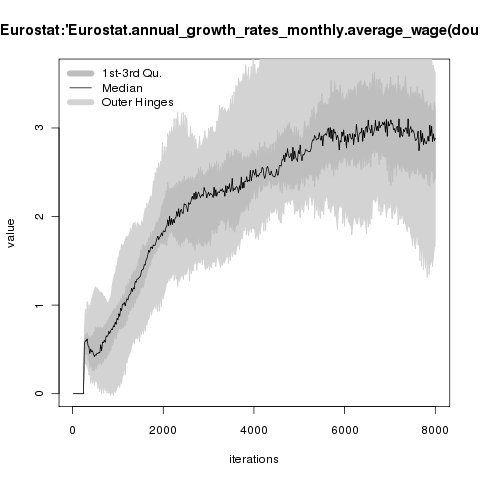 Eurostat:'Eurostat.annual_growth_rates_monthly.average_wage(dou
1st-3rd Qu.
Median
Outer Hinges
value
3
2
1
0
0 2000 4000 6000 8000
iterations